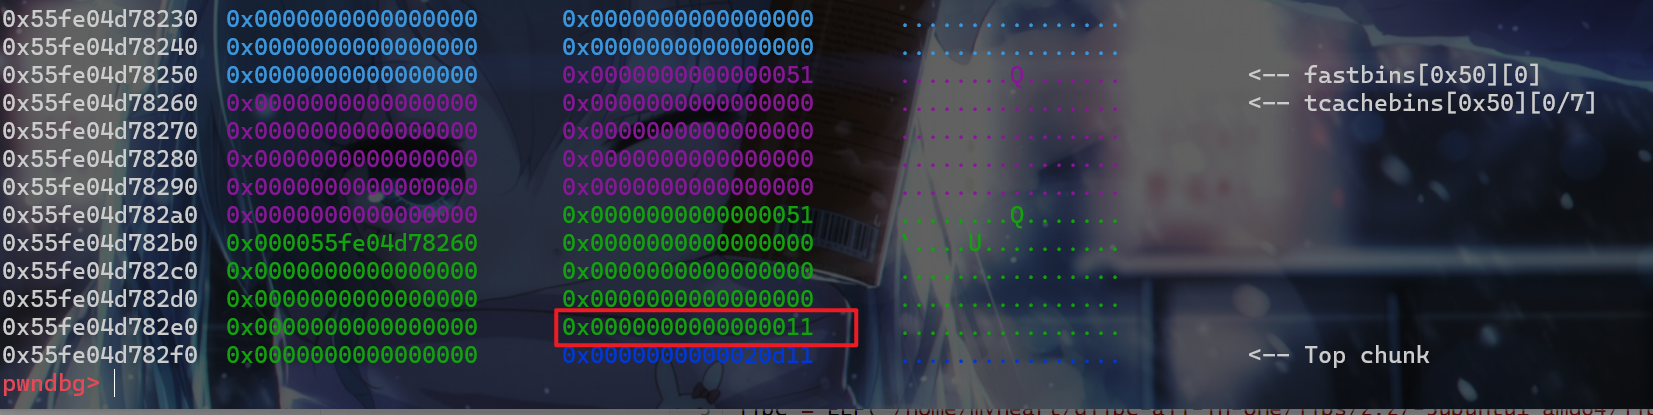 0x55fe04d78230 0x0000000000000000 0x0000000000000000 ................
0x55fe04d78240 0x0000000000000000 0x0000000000000000 ................
0x55fe04d78250 0x0000000000000000 0x0000000000000051 ........Q....... <-- fastbins[0x50][0]
0x55fe04d78260 0x0000000000000000 0x0000000000000000 ................ <-- tcachebins[0x50][0/7]
0x55fe04d78270 0x0000000000000000 0x0000000000000000 ................
0x55fe04d78280 0x0000000000000000 0x0000000000000000 ................
0x55fe04d78290 0x0000000000000000 0x0000000000000000 ................
0x55fe04d782a0 0x0000000000000000 0x0000000000000051 ........Q.......
0x55fe04d782b0 0x000055fe04d78260 0x0000000000000000 `....U..........
0x55fe04d782c0 0x0000000000000000 0x0000000000000000 ................
0x55fe04d782d0 0x0000000000000000 0x0000000000000000 ................
0x55fe04d782e0 0x0000000000000000 0x0000000000000011 ................
0x55fe04d782f0 0x0000000000000000 0x0000000000020d11 ................ <-- Top chunk
pwndbg>